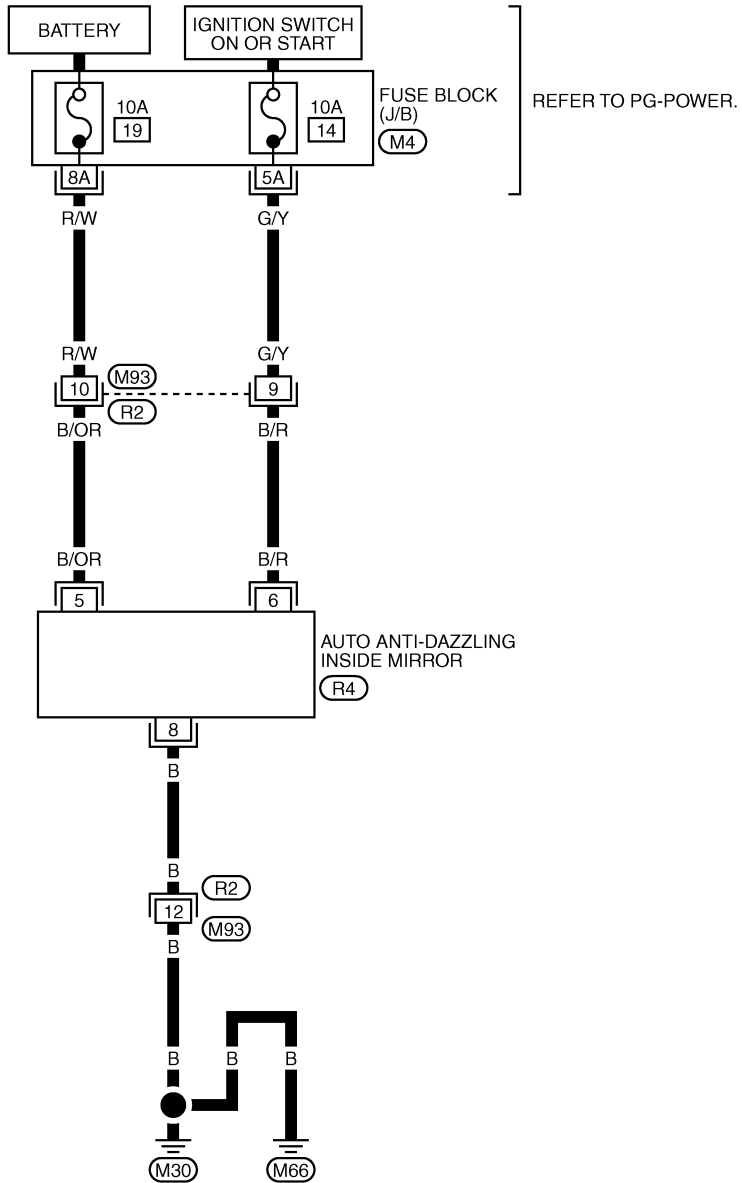 BATTERY
IGNITION SWITCH
ON OR START
10A
19
10A
14
FUSE BLOCK
(J/B)
M4
REFER TO PG-POWER.
8A
5A
R/W
G/Y
R/W
G/Y
10
M93
9
R2
B/OR
B/R
B/OR
B/R
5
6
AUTO ANTI-DAZZLING
INSIDE MIRROR
R4
8
B
B
R2
12
M93
B
B
B
B
M30
M66